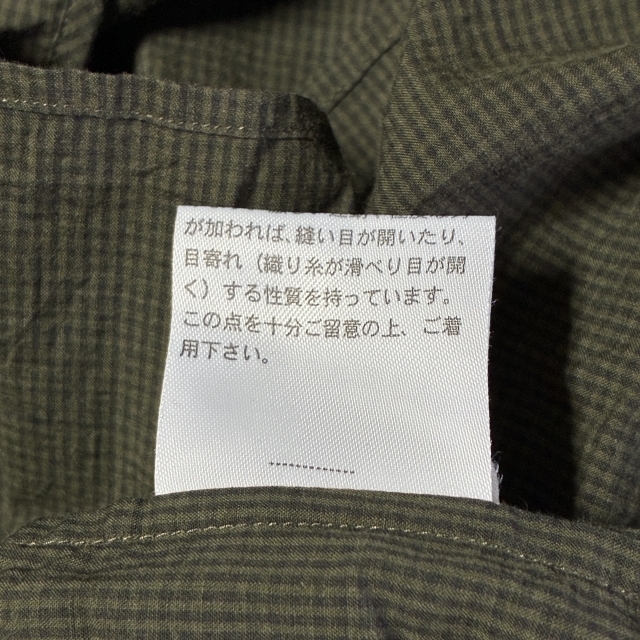 が加われば、縫い目が開いたり、
目寄れ（織り糸が滑べり目が開
く）する性質を持っています。
この点を十分ご留意の上、ご着
用下さい。